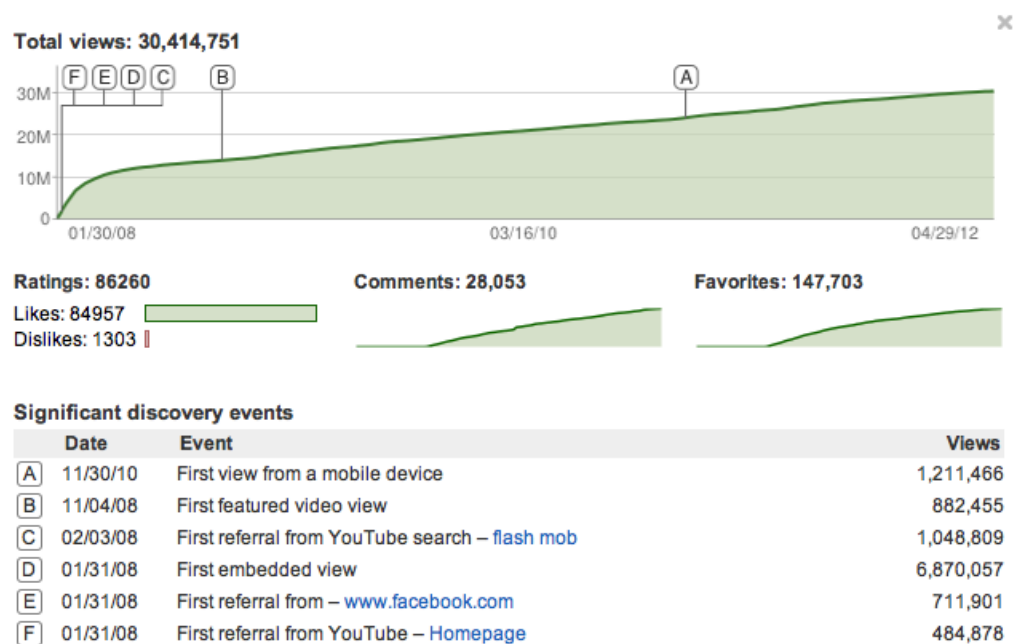 ×
Total views: 30,414,751
F E D C B A
30M
20M
10M
0
01/30/08 03/16/10 04/29/12
Ratings: 86260 Comments: 28,053 Favorites: 147,703
Likes: 84957
Dislikes: 1303
Significant discovery events
Date Event Views
A 11/30/10 First view from a mobile device 1,211,466
B 11/04/08 First featured video view 882,455
C 02/03/08 First referral from YouTube search – flash mob 1,048,809
D 01/31/08 First embedded view 6,870,057
E 01/31/08 First referral from – www.facebook.com 711,901
F 01/31/08 First referral from YouTube – Homepage 484,878